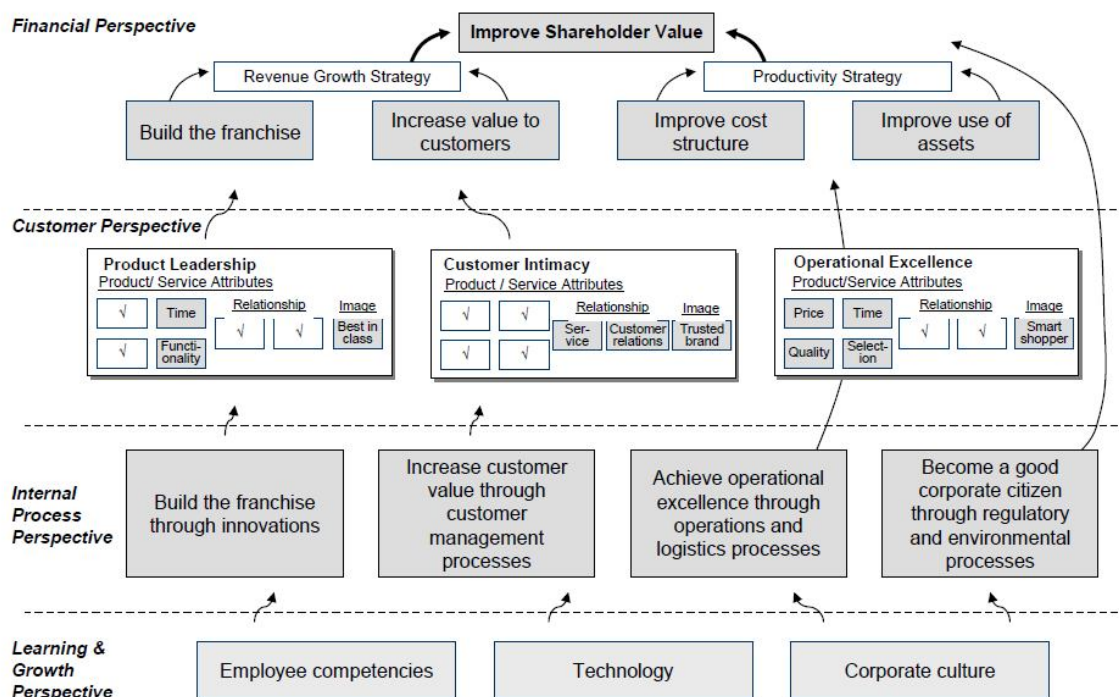 Financial Perspective
Improve Shareholder Value
Revenue Growth Strategy
Productivity Strategy
Build the franchise
Increase value to
customers
Improve cost
structure
Improve use of
assets
Customer Perspective
Product Leadership
Product/ Service Attributes
√
Time
Relationship
Image
√
√
Best in
class
√
Functi-
onality
Customer Intimacy
Product / Service Attributes
√
√
Relationship
Image
Ser-
vice
Customer
relations
Trusted
brand
√
√
Operational Excellence
Product/Service Attributes
Price
Time
Relationship
Image
√
√
Smart
shopper
Quality
Select-
ion
Internal
Process
Perspective
Build the franchise
through innovations
Increase customer
value through
customer
management
processes
Achieve operational
excellence through
operations and
logistics processes
Become a good
corporate citizen
through regulatory
and environmental
processes
Learning &
Growth
Perspective
Employee competencies
Technology
Corporate culture